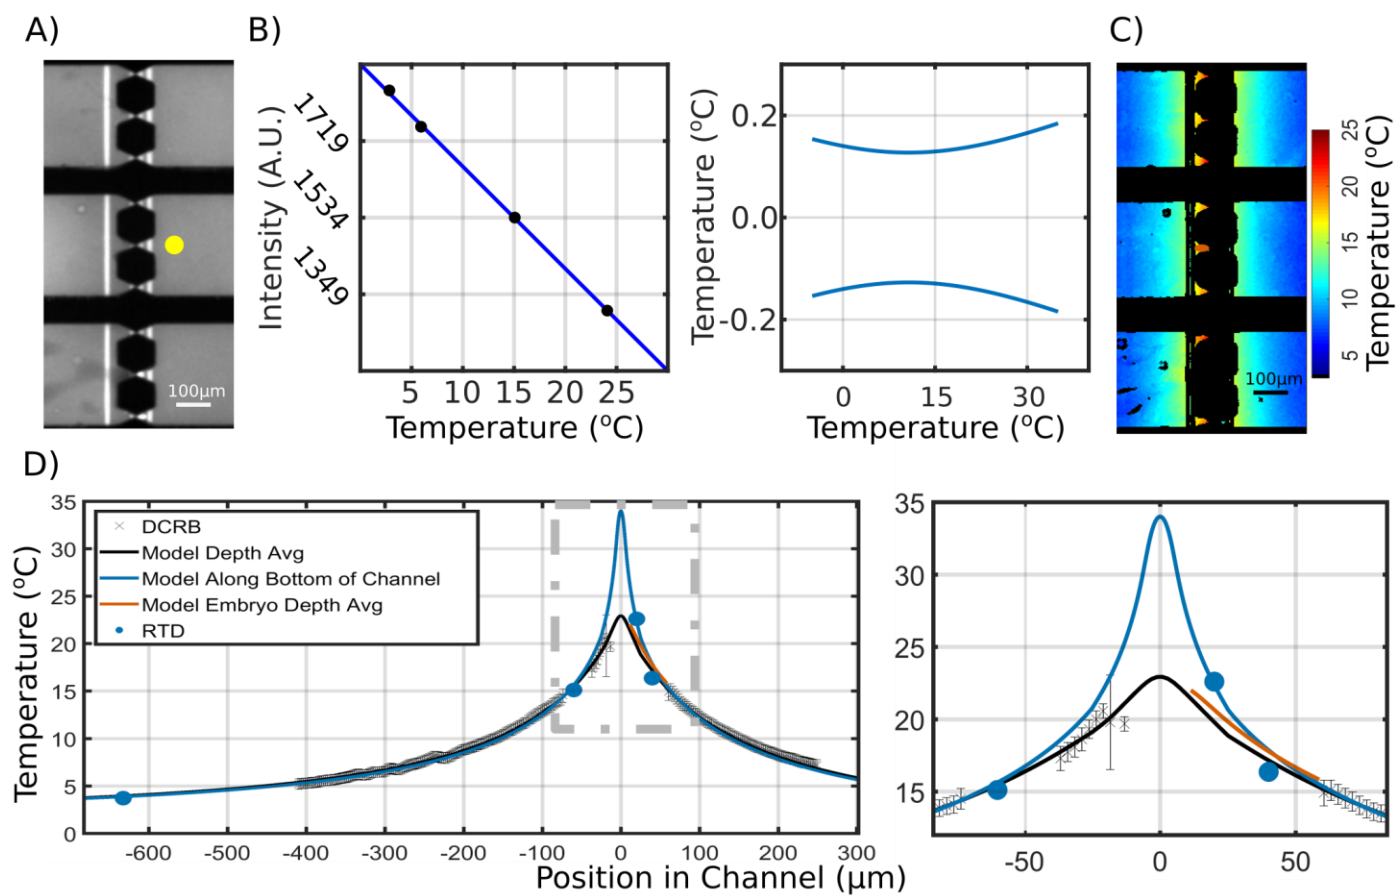 A)
B)
C)
100µm
Intensity (A.U.)
1719
1534
1349
5 10 15 20 25
Temperature (°C)
Temperature (°C)
0.2
0.0
-0.2
0 15 30
Temperature (°C)
100µm
25
20
15
10
5
Temperature (°C)
D)
Temperature (°C)
35
30
25
20
15
10
5
0
DCRB
Model Depth Avg
Model Along Bottom of Channel
Model Embryo Depth Avg
RTD
-600 -500 -400 -300 -200 -100 0 100 200 300
35
30
25
20
15
-50 0 50
Position in Channel (µm)